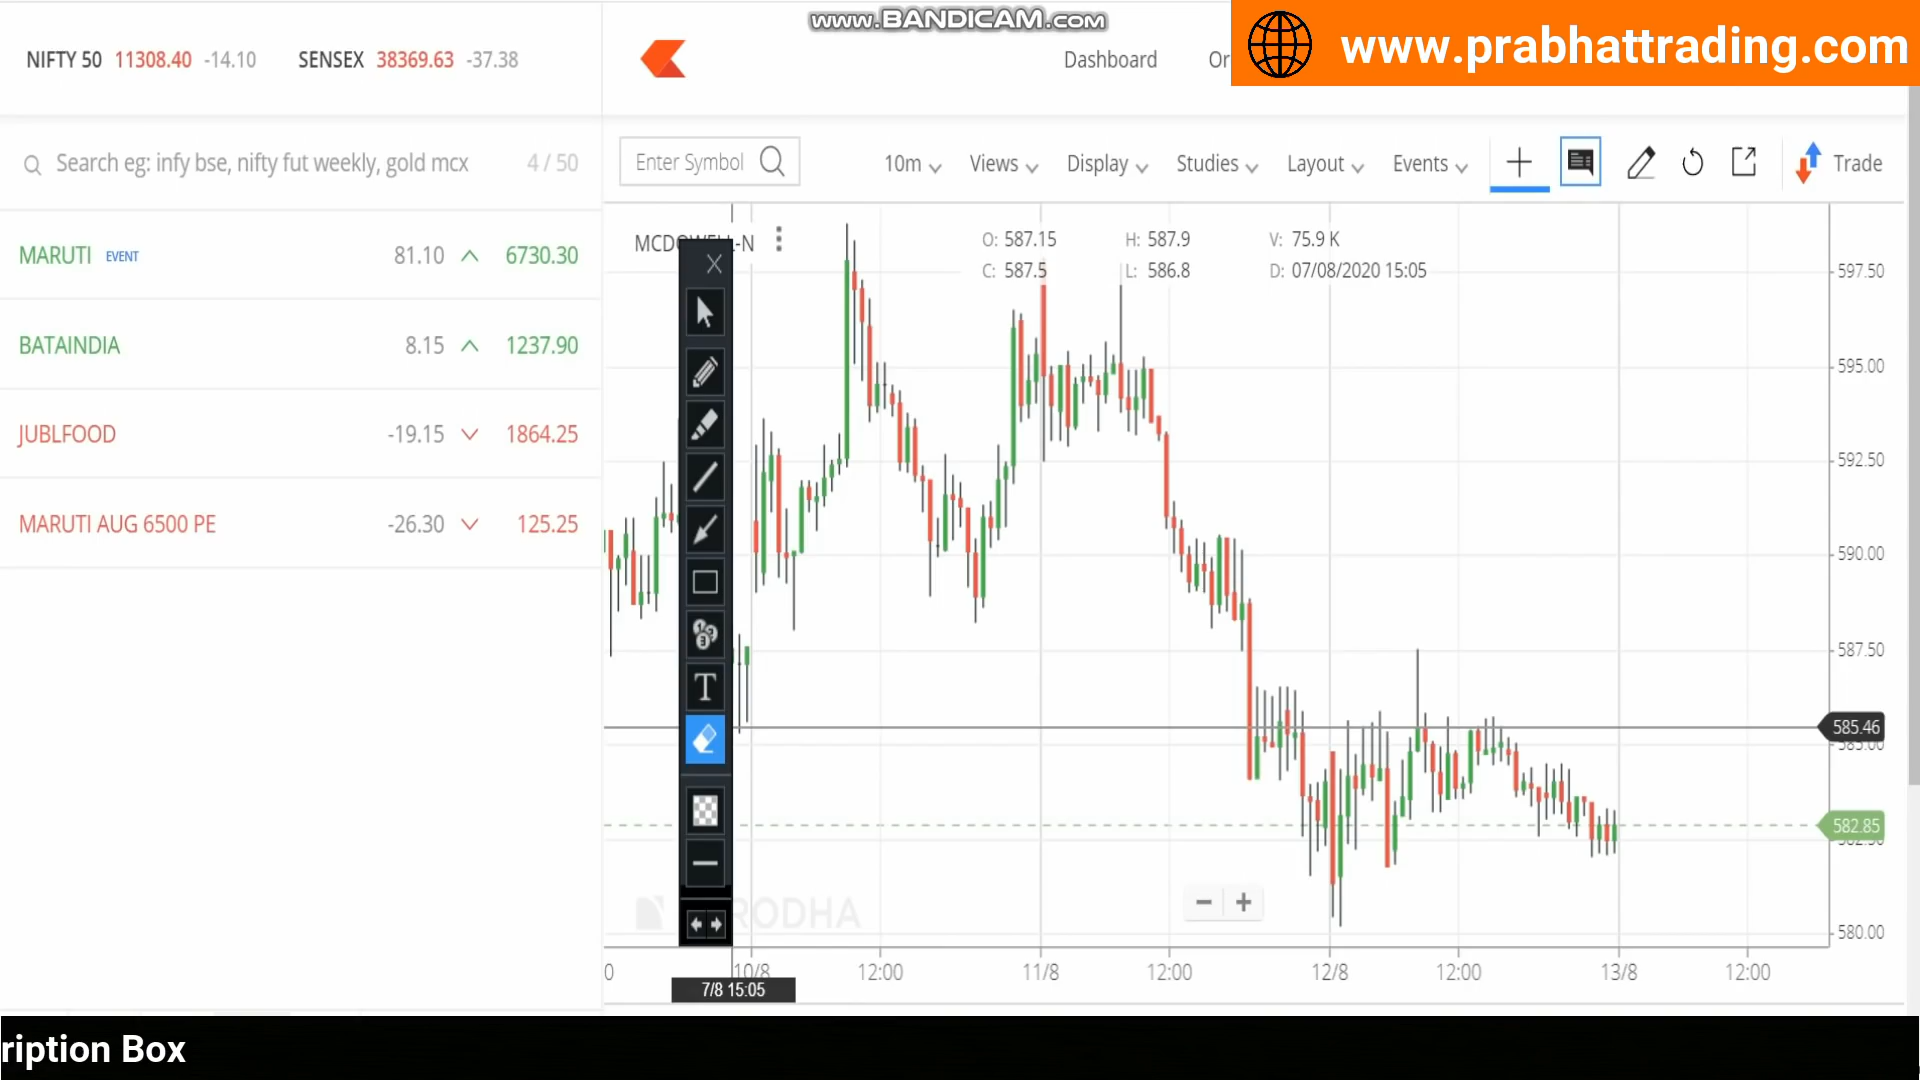 www.BANDICAM.com
www.prabhattrading.com
NIFTY 50 11308.40 -14.10 SENSEX 38369.63 -37.38
Dashboard Or
Search eg: infy bse, nifty fut weekly, gold mcx 4 / 50
Enter Symbol 10m Views Display Studies Layout Events Trade
MARUTI EVENT 81.10 6730.30
BATAINDIA 8.15 1237.90
JUBLFOOD -19.15 1864.25
MARUTI AUG 6500 PE -26.30 125.25
O: 587.15 H: 587.9 V: 75.9 K
C: 587.5 L: 586.8 D: 07/08/2020 15:05
T
597.50
595.00
592.50
590.00
587.50
585.46
582.85
580.00
RODHA
0 10/8 12:00 11/8 12:00 12/8 12:00 13/8 12:00
7/8 15:05
ription Box